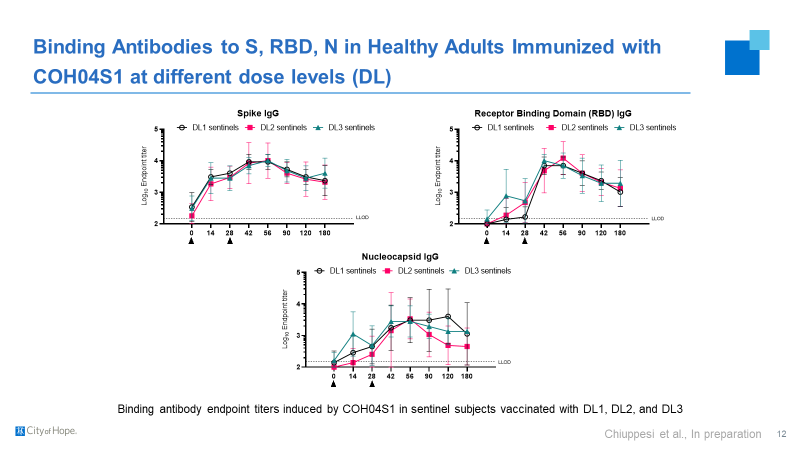 Binding Antibodies to S, RBD, N in Healthy Adults Immunized with
COH04S1 at different dose levels (DL)
Spike IgG
DL1 sentinels DL2 sentinels DL3 sentinels
Log10 Endpoint titer
5
4
3
2
LLOD
0 14 28 42 56 90 120 180
Receptor Binding Domain (RBD) IgG
DL1 sentinels DL2 sentinels DL3 sentinels
Log10 Endpoint titer
5
4
3
2
LLOD
0 14 28 42 56 90 120 180
Nucleocapsid IgG
DL1 sentinels DL2 sentinels DL3 sentinels
Log10 Endpoint titer
5
4
3
2
LLOD
0 14 28 42 56 90 120 180
Binding antibody endpoint titers induced by COH04S1 in sentinel subjects vaccinated with DL1, DL2, and DL3
City of Hope.
Chiuppesi et al., In preparation 12